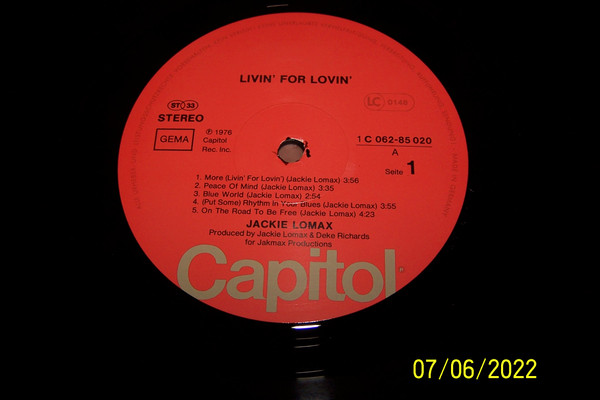 LIVIN' FOR LOVIN'
LC 0148
ST 33
STEREO
GEMA
℗ 1976
Capitol
Rec. Inc.
1 C 062-85 020
A
Seite 1
1. More (Livin' For Lovin') (Jackie Lomax) 3:56
2. Peace Of Mind (Jackie Lomax) 3:35
3. Blue World (Jackie Lomax) 2:54
4. (Put Some) Rhythm In Your Blues (Jackie Lomax) 3:55
5. On The Road To Be Free (Jackie Lomax) 4:23
JACKIE LOMAX
Produced by Jackie Lomax & Deke Richards
for Jakmax Productions
Capitol
07/06/2022